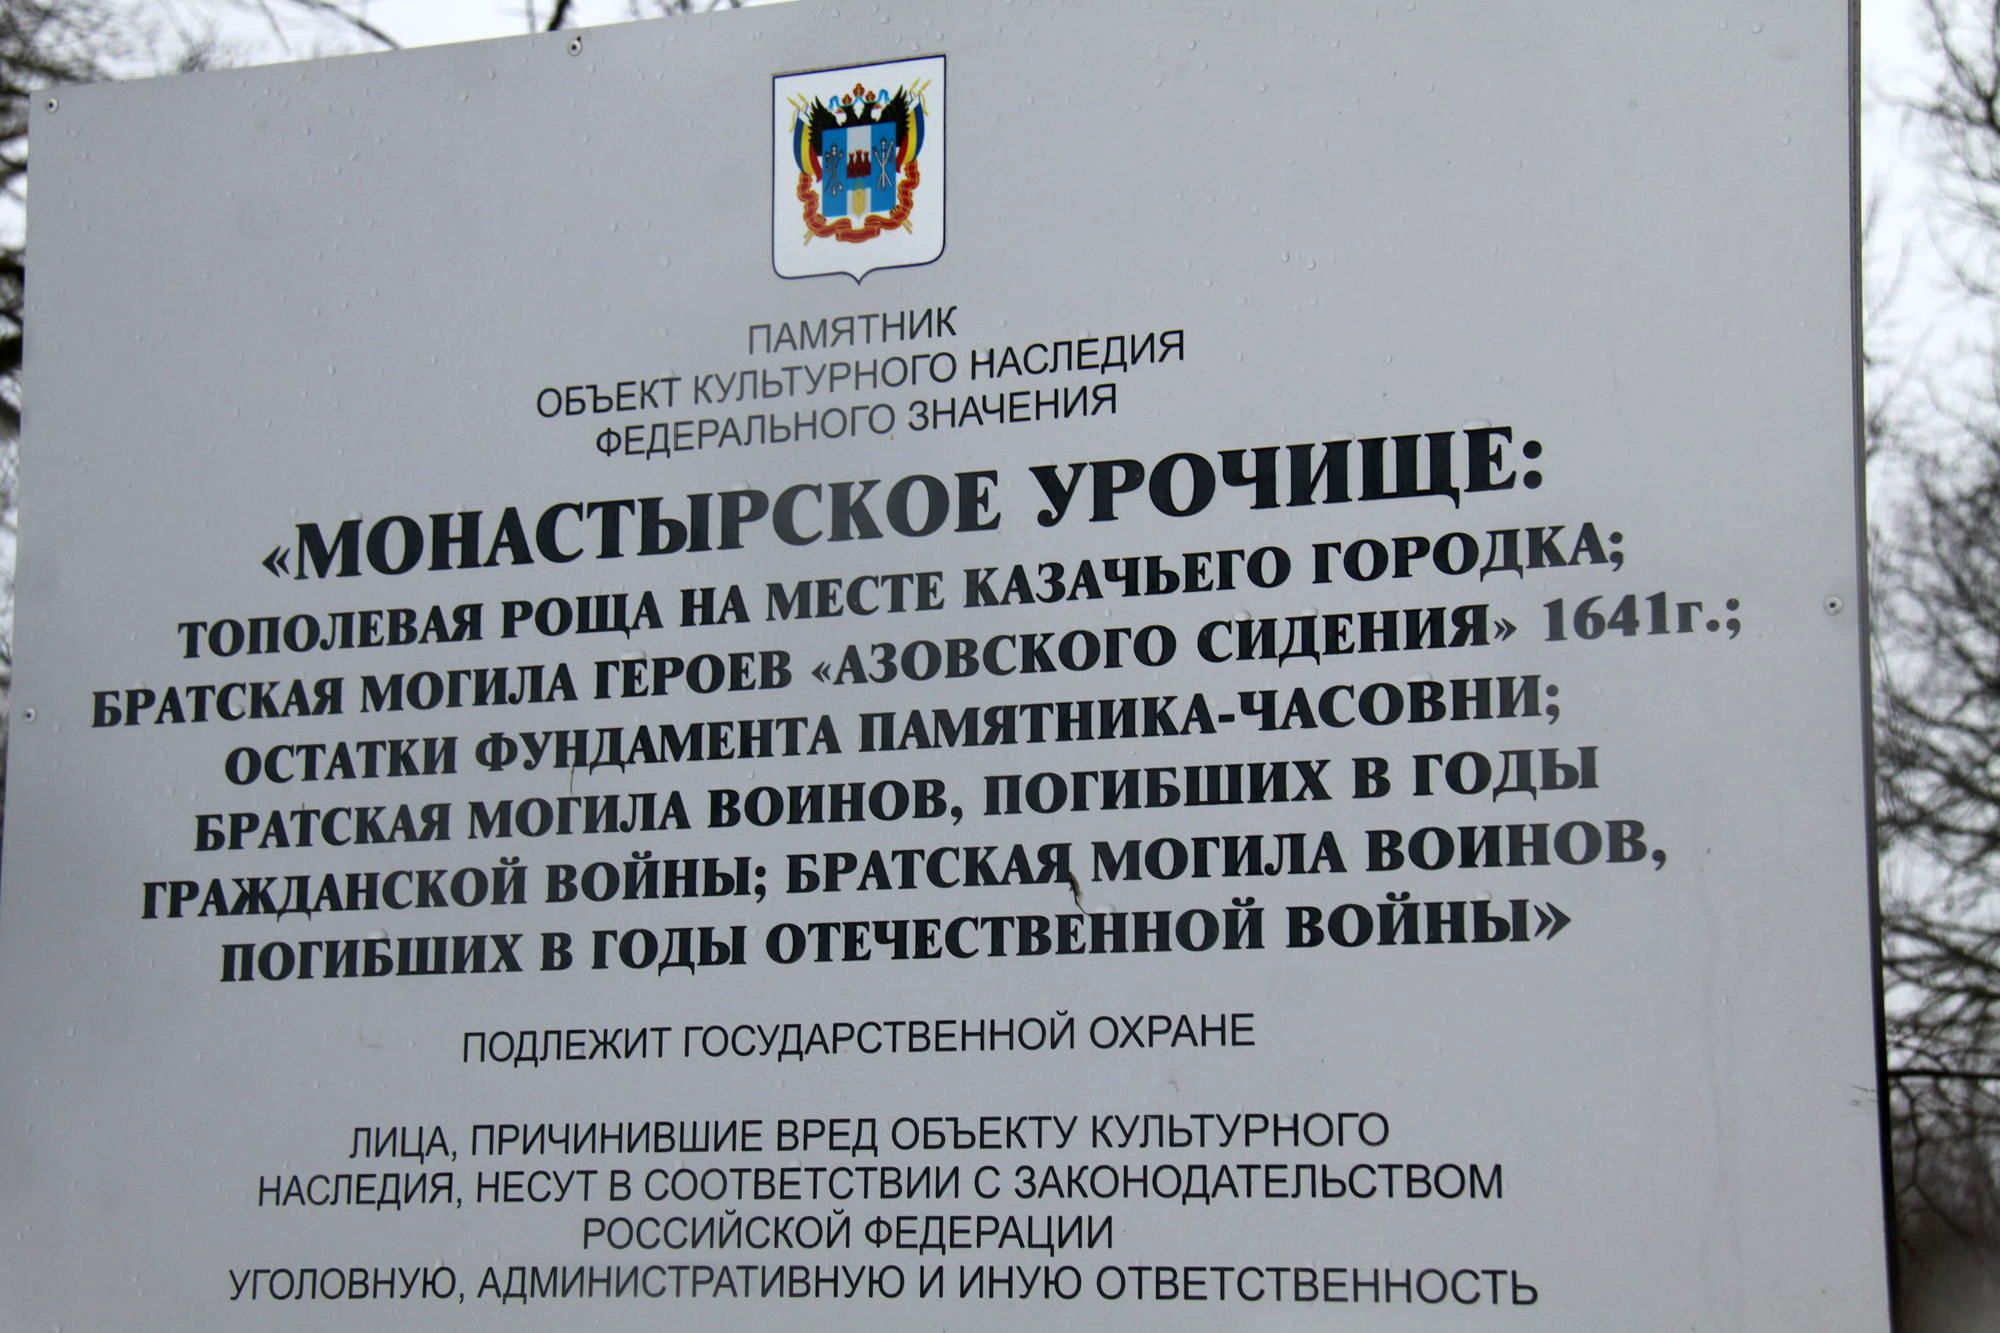 ПАМЯТНИК
ОБЪЕКТ КУЛЬТУРНОГО НАСЛЕДИЯ
ФЕДЕРАЛЬНОГО ЗНАЧЕНИЯ
«МОНАСТЫРСКОЕ УРОЧИЩЕ:
ТОПОЛЕВАЯ РОЩА НА МЕСТЕ КАЗАЧЬЕГО ГОРОДКА;
БРАТСКАЯ МОГИЛА ГЕРОЕВ «АЗОВСКОГО СИДЕНИЯ» 1641г.;
ОСТАТКИ ФУНДАМЕНТА ПАМЯТНИКА-ЧАСОВНИ;
БРАТСКАЯ МОГИЛА ВОИНОВ, ПОГИБШИХ В ГОДЫ
ГРАЖДАНСКОЙ ВОЙНЫ; БРАТСКАЯ МОГИЛА ВОИНОВ,
ПОГИБШИХ В ГОДЫ ОТЕЧЕСТВЕННОЙ ВОЙНЫ»
ПОДЛЕЖИТ ГОСУДАРСТВЕННОЙ ОХРАНЕ
ЛИЦА, ПРИЧИНИВШИЕ ВРЕД ОБЪЕКТУ КУЛЬТУРНОГО
НАСЛЕДИЯ, НЕСУТ В СООТВЕТСТВИИ С ЗАКОНОДАТЕЛЬСТВОМ
РОССИЙСКОЙ ФЕДЕРАЦИИ
УГОЛОВНУЮ, АДМИНИСТРАТИВНУЮ И ИНУЮ ОТВЕТСТВЕННОСТЬ